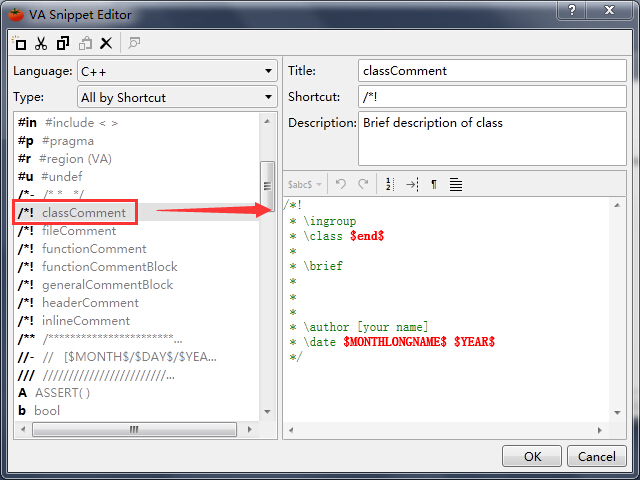 VA Snippet Editor
Language: C++
Type: All by Shortcut
#in #include < >
#p #pragma
#r #region (VA)
#u #undef
/*- /* * */
/*! classComment
/*! fileComment
/*! functionComment
/*! functionCommentBlock
/*! generalCommentBlock
/*! headerComment
/*! inlineComment
/** /***********************...
//- // [$MONTH$/$DAY$/$YEA...
/// ////////////////////////...
A ASSERT( )
b bool
Title: classComment
Shortcut: /*!
Description: Brief description of class
$abc$
/*!
* \ingroup
* \class $end$
*
* \brief
*
*
*
* \author [your name]
* \date $MONTHLONGNAME$ $YEAR$
*/
OK Cancel